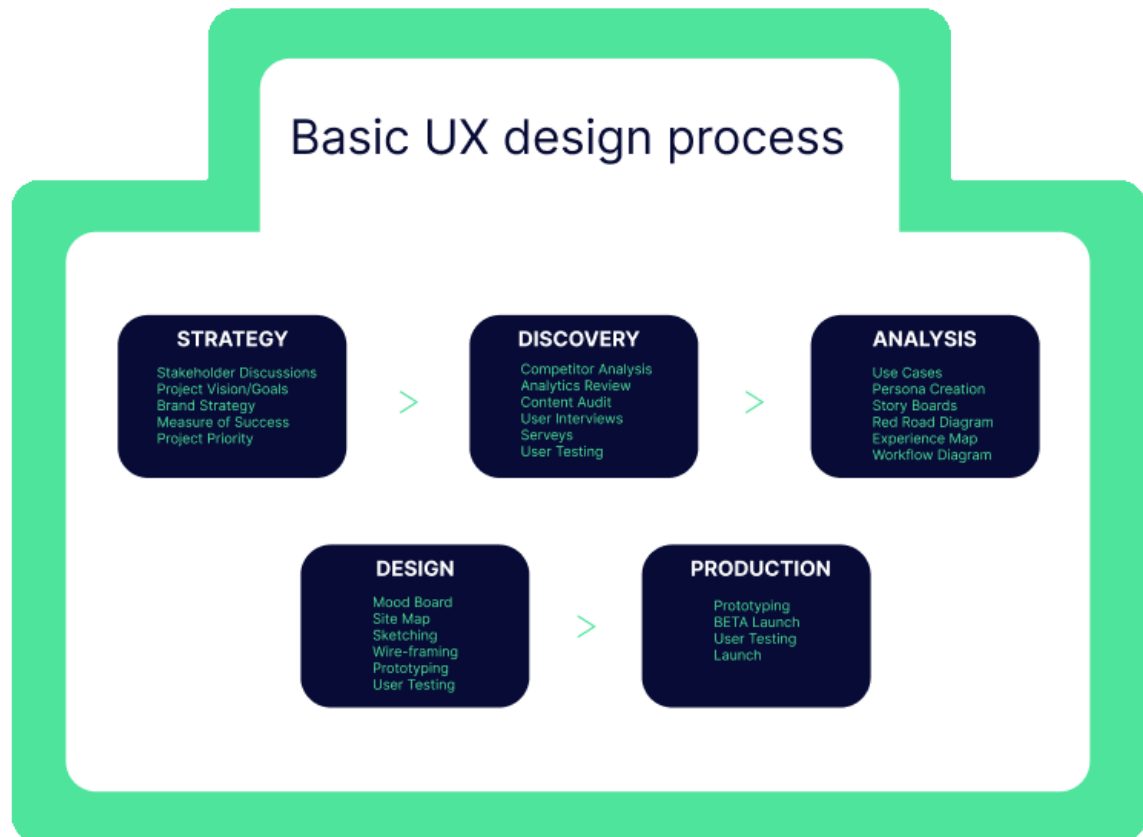 Basic UX design process
STRATEGY
Stakeholder Discussions
Project Vision/Goals
Brand Strategy
Measure of Success
Project Priority
>
DISCOVERY
Competitor Analysis
Analytics Review
Content Audit
User Interviews
Serveys
User Testing
>
ANALYSIS
Use Cases
Persona Creation
Story Boards
Red Road Diagram
Experience Map
Workflow Diagram
DESIGN
Mood Board
Site Map
Sketching
Wire-framing
Prototyping
User Testing
>
PRODUCTION
Prototyping
BETA Launch
User Testing
Launch